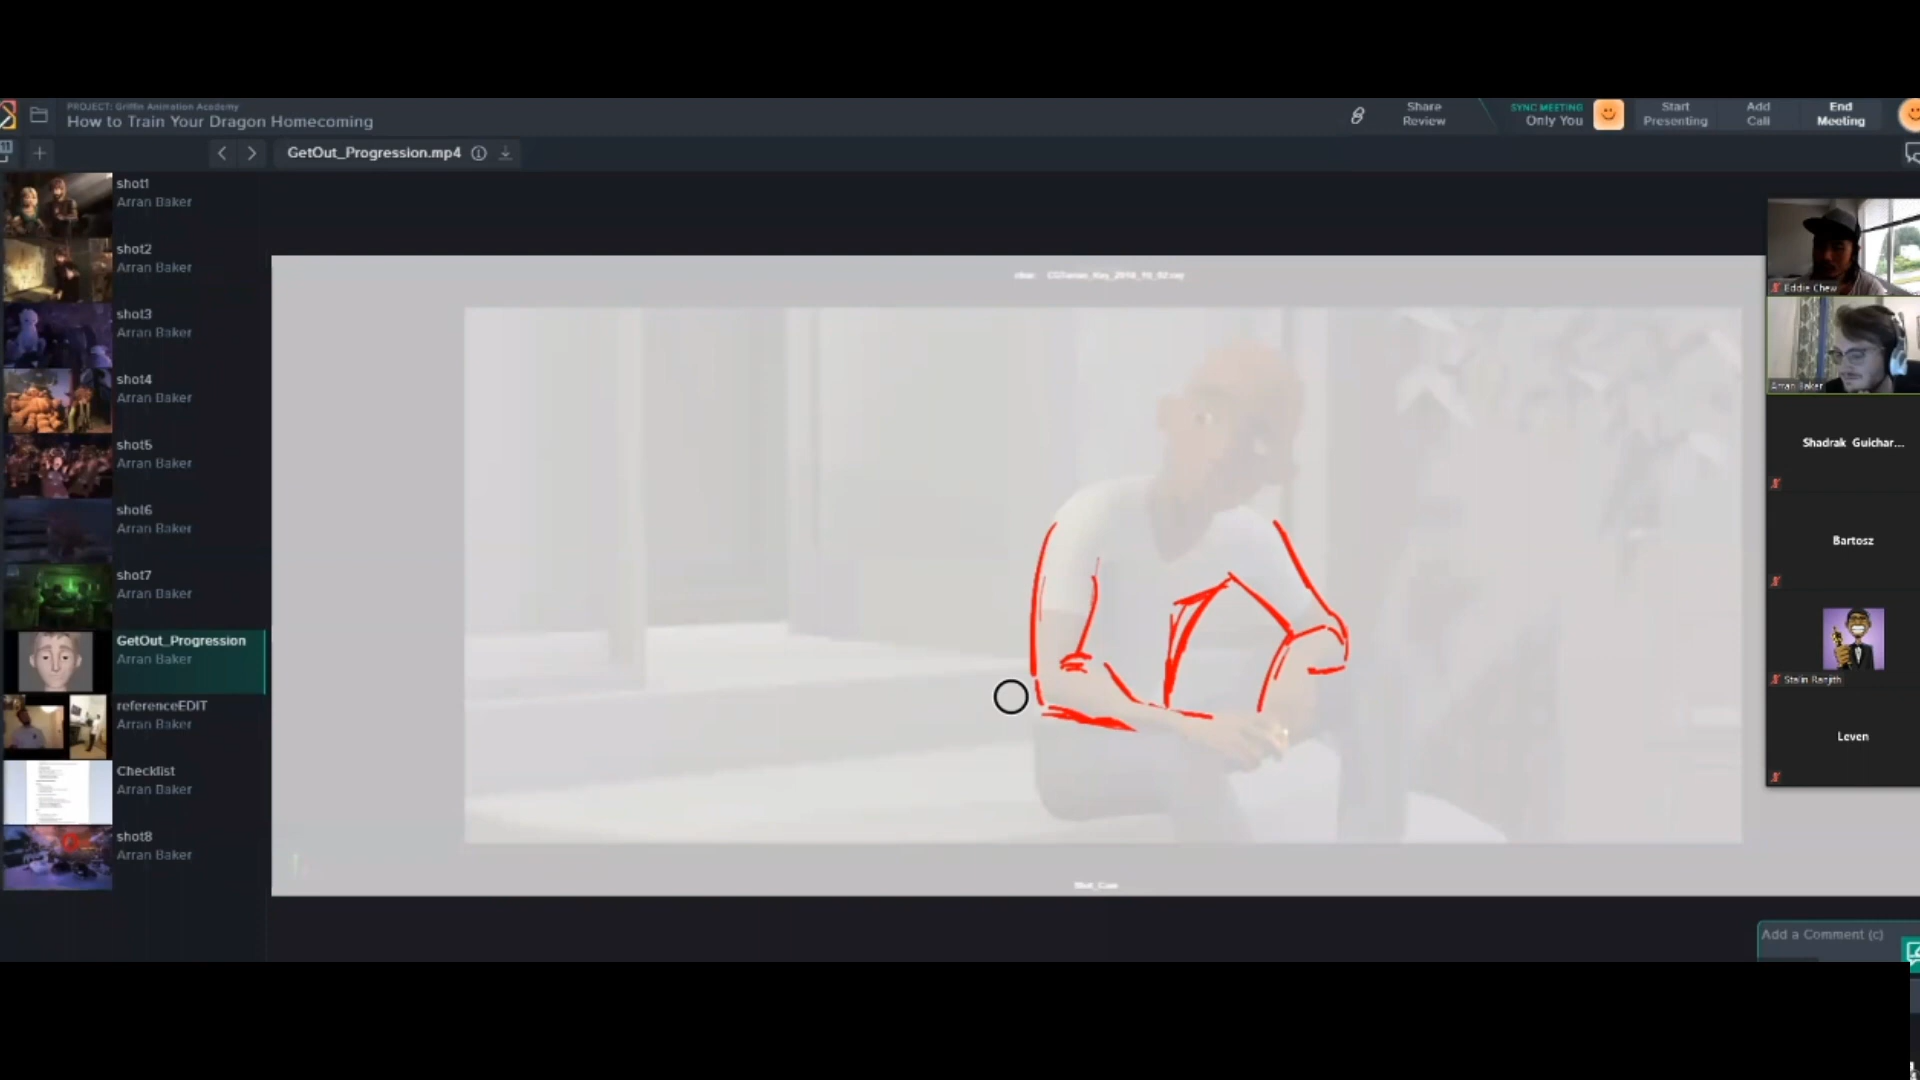 PROJECT: Griffin Animation Academy
How to Train Your Dragon Homecoming
Share
Review
SYNC MEETING
Only You
Start
Presenting
Add
Call
End
Meeting
GetOut_Progression.mp4
shot1
Arran Baker
shot2
Arran Baker
shot3
Arran Baker
shot4
Arran Baker
shot5
Arran Baker
shot6
Arran Baker
shot7
Arran Baker
GetOut_Progression
Arran Baker
referenceEDIT
Arran Baker
Checklist
Arran Baker
shot8
Arran Baker
Eddie Chew
Arran Baker
Shadrak Guichar...
Bartosz
Stalin Ranjith
Leven
Add a Comment (c)